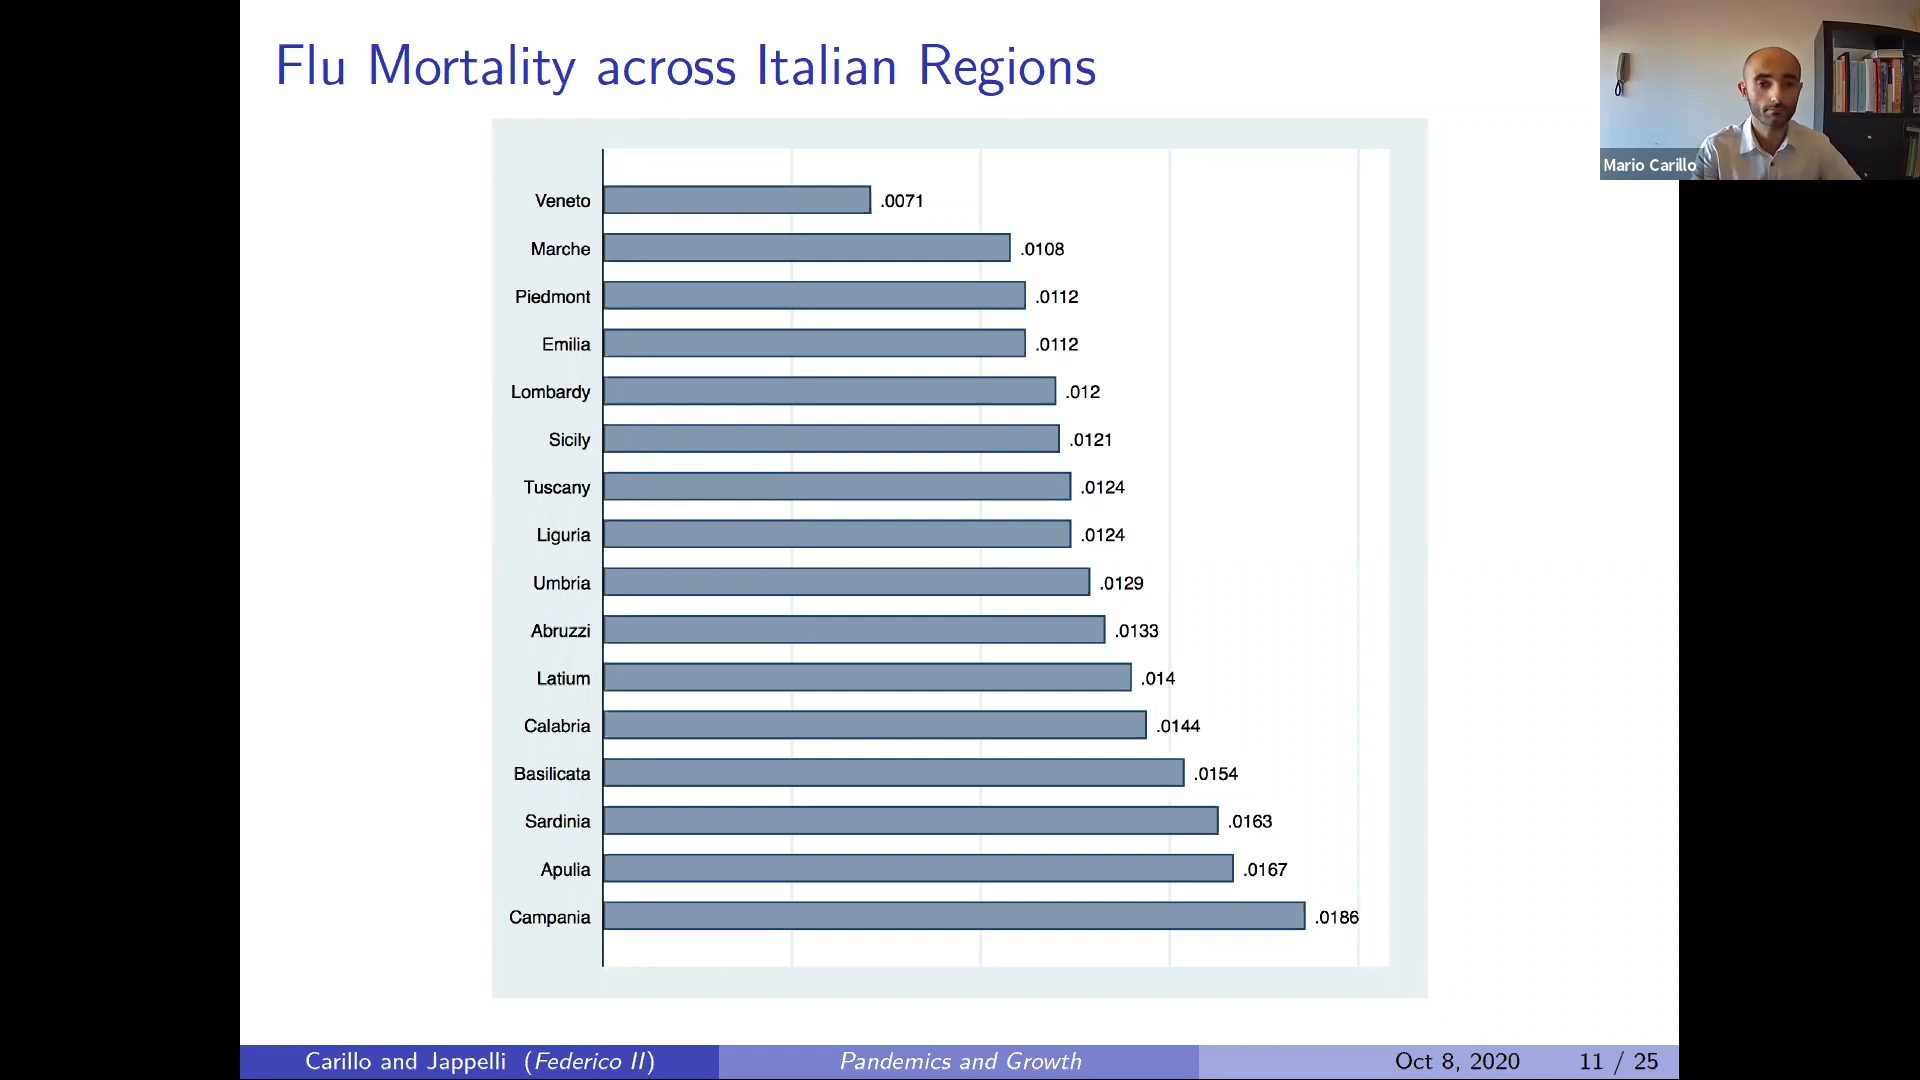 Flu Mortality across Italian Regions
Mario Carillo
Veneto .0071
Marche .0108
Piedmont .0112
Emilia .0112
Lombardy .012
Sicily .0121
Tuscany .0124
Liguria .0124
Umbria .0129
Abruzzi .0133
Latium .014
Calabria .0144
Basilicata .0154
Sardinia .0163
Apulia .0167
Campania .0186
Carillo and Jappelli (Federico II) Pandemics and Growth Oct 8, 2020 11 / 25